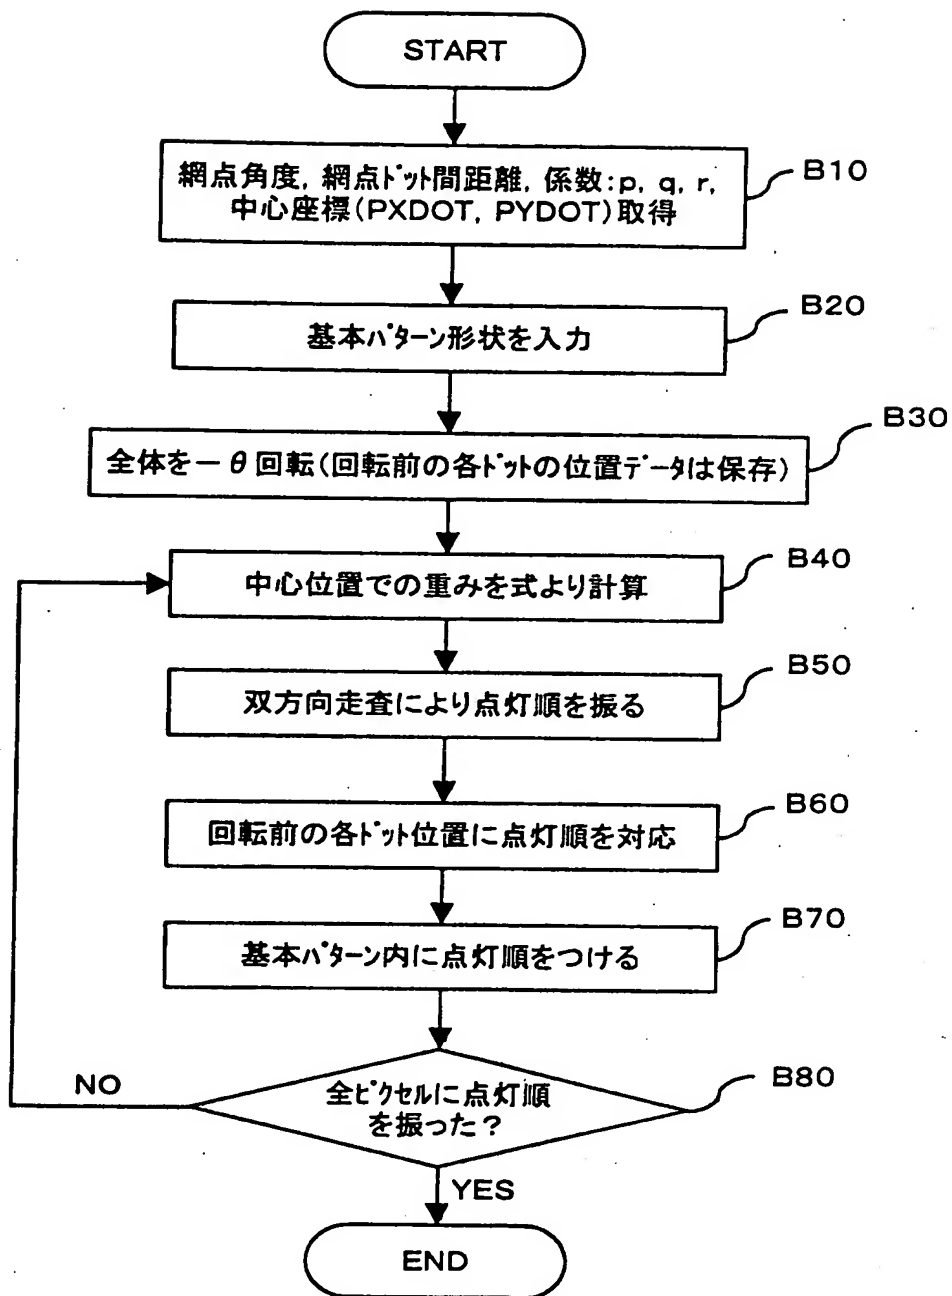 START
網点角度, 網点ドット間距離, 係数:p, q, r,
中心座標(PXDOT, PYDOT)取得
B10
基本パターン形状を入力
B20
全体を－θ回転(回転前の各ドットの位置データは保存)
B30
中心位置での重みを式より計算
B40
双方向走査により点灯順を振る
B50
回転前の各ドット位置に点灯順を対応
B60
基本パターン内に点灯順をつける
B70
全ピクセルに点灯順
を振った？
B80
NO
YES
END